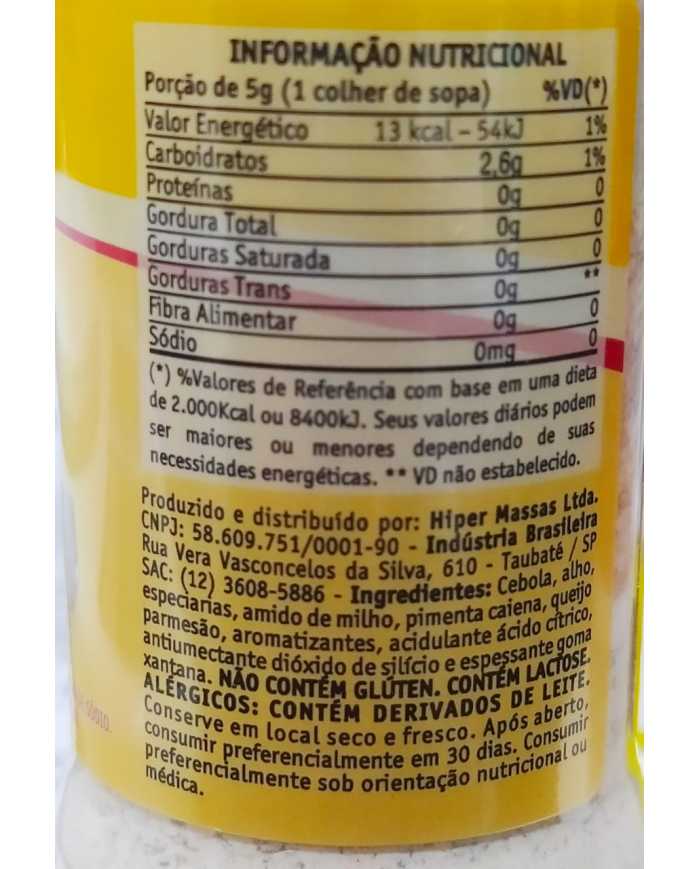 INFORMAÇÃO NUTRICIONAL
Porção de 5g (1 colher de sopa) %VD(*)
Valor Energético 13 kcal – 54kJ 1%
Carboidratos 2,6g 1%
Proteínas 0g 0
Gordura Total 0g 0
Gorduras Saturada 0g 0
Gorduras Trans 0g **
Fibra Alimentar 0g 0
Sódio 0mg 0
(*) %Valores de Referência com base em uma dieta
de 2.000Kcal ou 8400kJ. Seus valores diários podem
ser maiores ou menores dependendo de suas
necessidades energéticas. ** VD não estabelecido.
Produzido e distribuído por: Hiper Massas Ltda.
CNPJ: 58.609.751/0001-90 - Indústria Brasileira
Rua Vera Vasconcelos da Silva, 610 - Taubaté / SP
SAC: (12) 3608-5886 - Ingredientes: Cebola, alho,
especiarias, amido de milho, pimenta caiena, queijo
parmesão, aromatizantes, acidulante ácido cítrico,
antiumectante dióxido de silício e espessante goma
xantana. NÃO CONTÉM GLÚTEN. CONTÉM LACTOSE.
ALÉRGICOS: CONTÉM DERIVADOS DE LEITE.
Conserve em local seco e fresco. Após aberto,
consumir preferencialmente em 30 dias. Consumir
preferencialmente sob orientação nutricional ou
médica.
sódio.